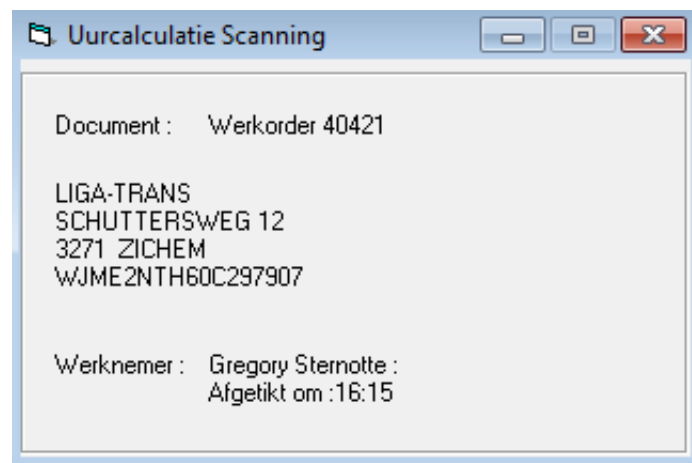 Uurcalculatie Scanning
Document : Werkorder 40421
LIGA-TRANS
SCHUTTERSWEG 12
3271 ZICHEM
WJME2NTH60C297907
Werknemer : Gregory Sternotte :
Afgetikt om :16:15